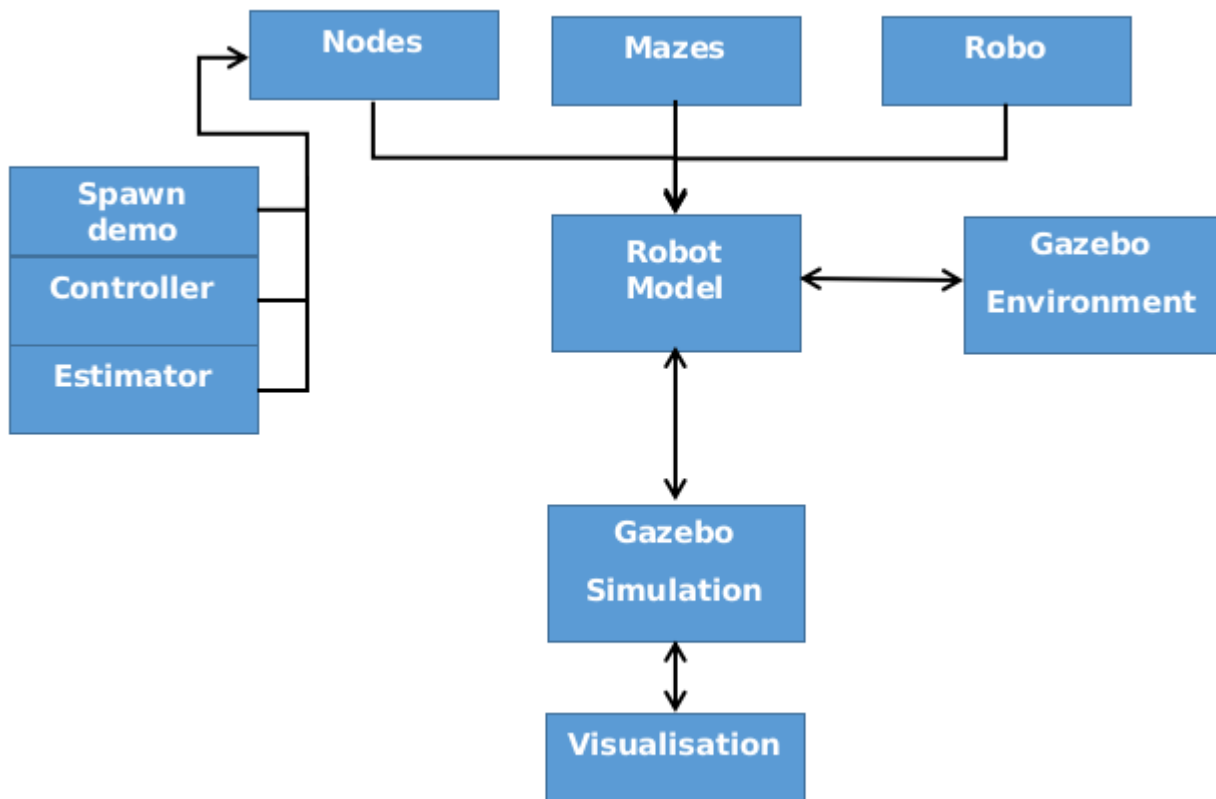 Nodes
Mazes
Robo
Spawn
demo
Controller
Estimator
Robot
Model
Gazebo
Environment
Gazebo
Simulation
Visualisation